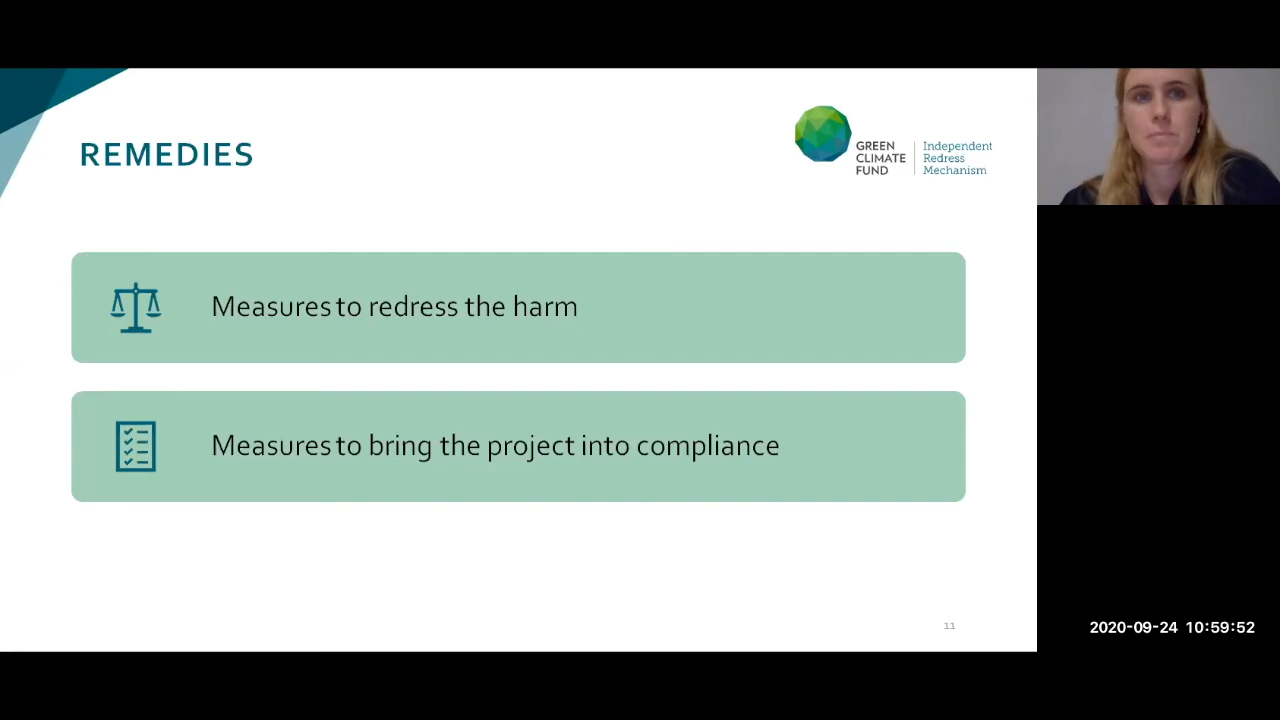 REMEDIES
GREEN
CLIMATE
FUND
Independent
Redress
Mechanism
Measures to redress the harm
Measures to bring the project into compliance
11
2020-09-24 10:59:52